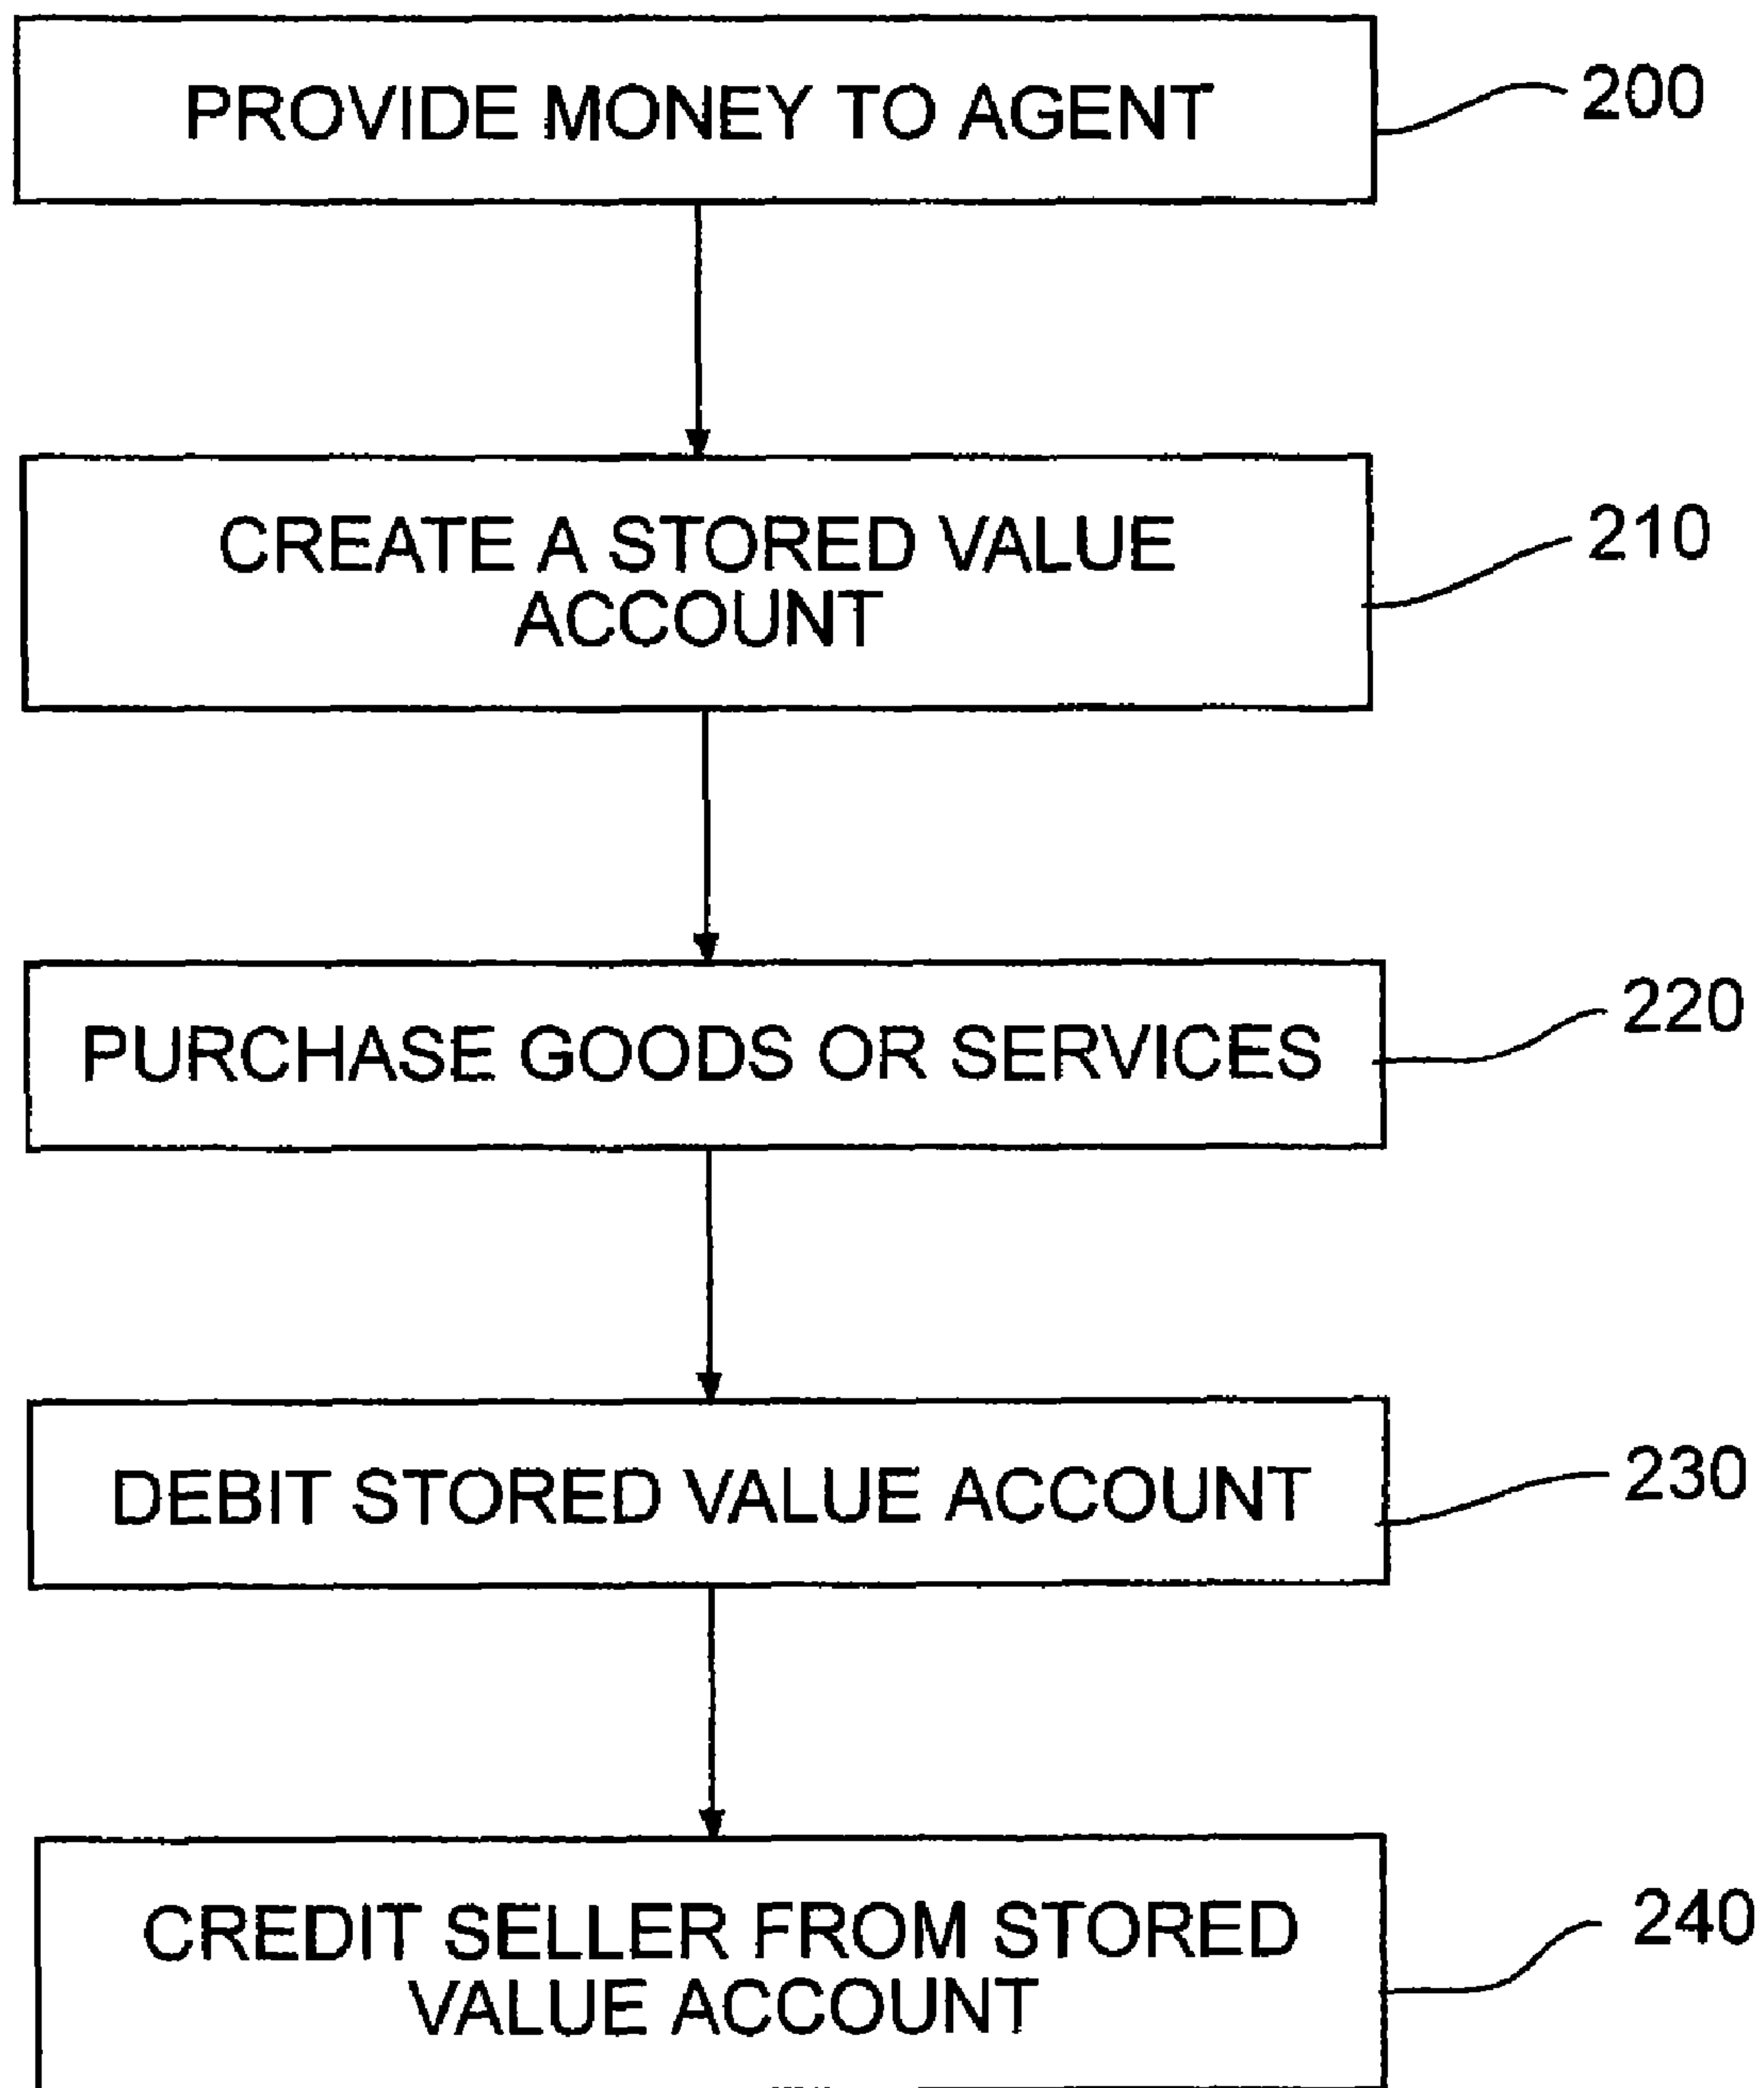 PROVIDE MONEY TO AGENT
200
CREATE A STORED VALUE
ACCOUNT
210
PURCHASE GOODS OR SERVICES
220
DEBIT STORED VALUE ACCOUNT
230
CREDIT SELLER FROM STORED
VALUE ACCOUNT
240